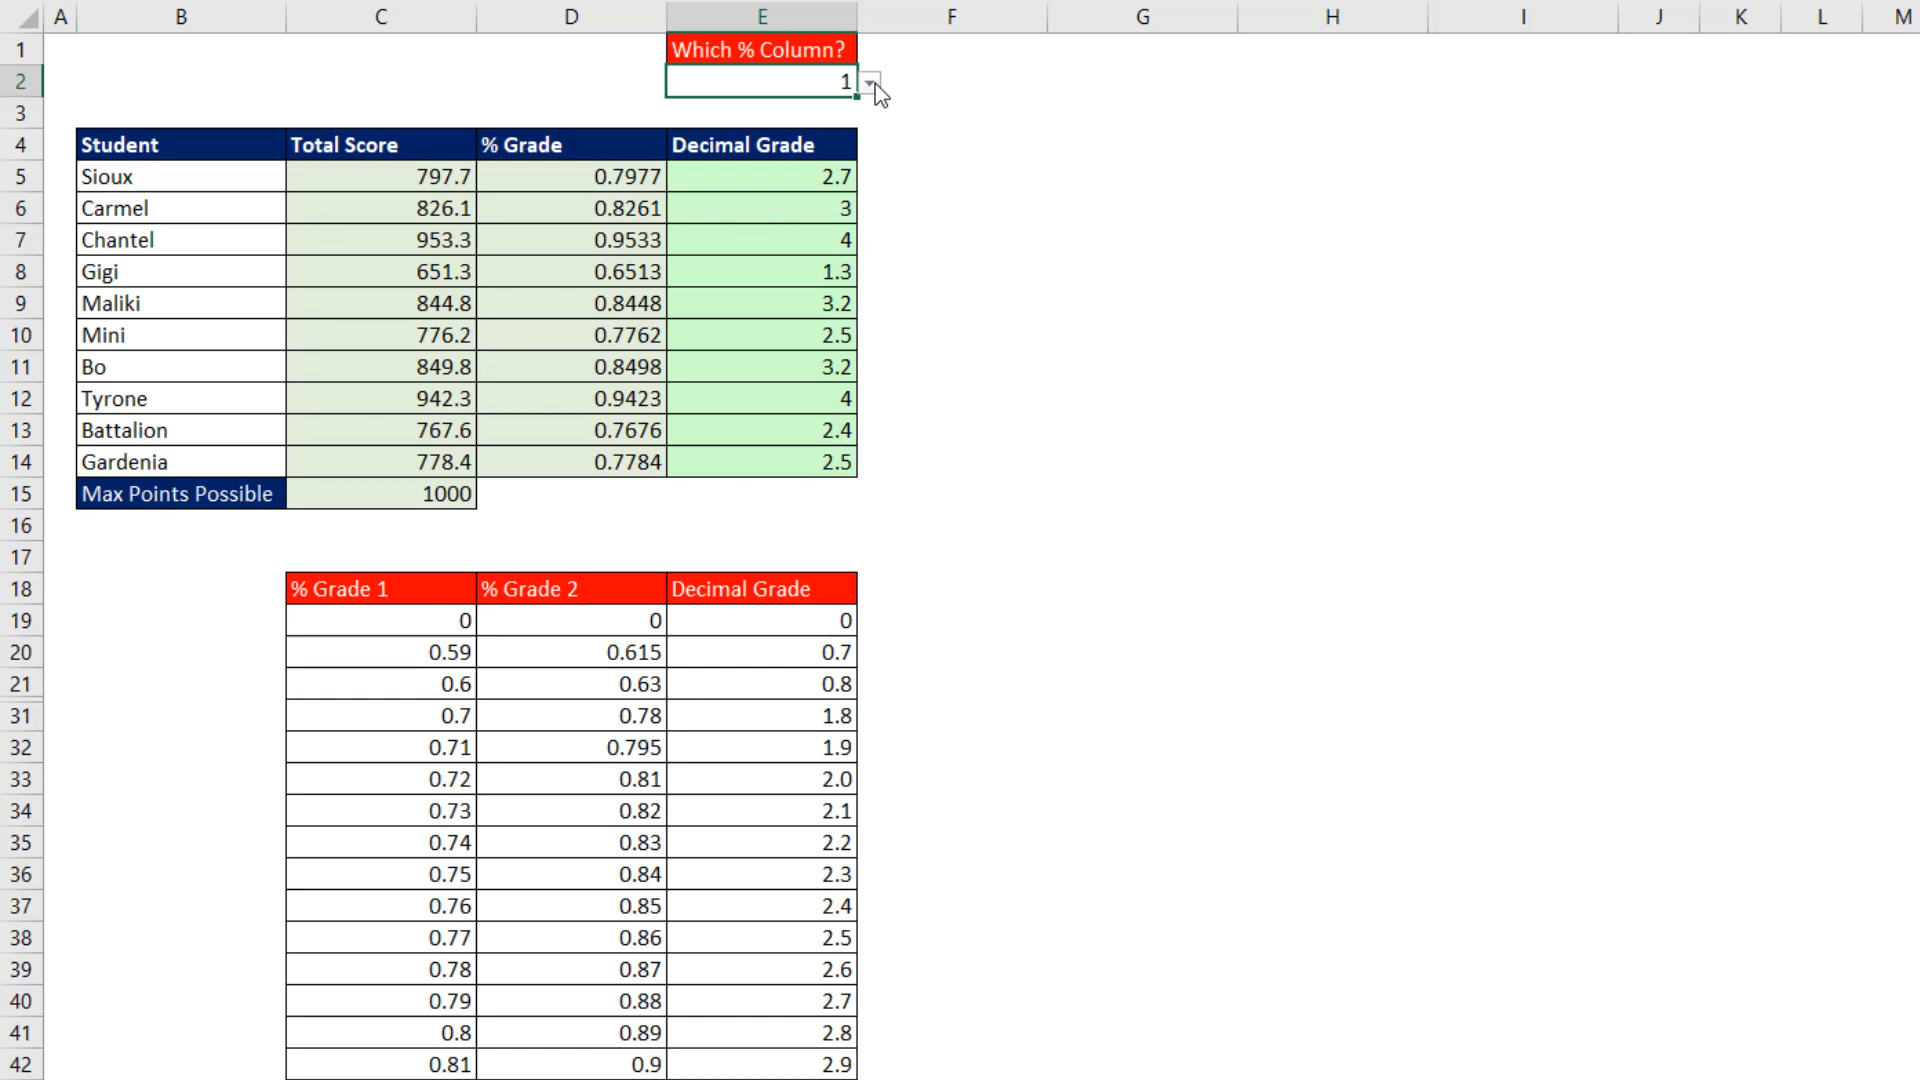 A B C D E F G H I J K L M
1 Which % Column?
2 1
3
4 Student Total Score % Grade Decimal Grade
5 Sioux 797.7 0.7977 2.7
6 Carmel 826.1 0.8261 3
7 Chantel 953.3 0.9533 4
8 Gigi 651.3 0.6513 1.3
9 Maliki 844.8 0.8448 3.2
10 Mini 776.2 0.7762 2.5
11 Bo 849.8 0.8498 3.2
12 Tyrone 942.3 0.9423 4
13 Battalion 767.6 0.7676 2.4
14 Gardenia 778.4 0.7784 2.5
15 Max Points Possible 1000
16
17
18 % Grade 1 % Grade 2 Decimal Grade
19 0 0 0
20 0.59 0.615 0.7
21 0.6 0.63 0.8
31 0.7 0.78 1.8
32 0.71 0.795 1.9
33 0.72 0.81 2.0
34 0.73 0.82 2.1
35 0.74 0.83 2.2
36 0.75 0.84 2.3
37 0.76 0.85 2.4
38 0.77 0.86 2.5
39 0.78 0.87 2.6
40 0.79 0.88 2.7
41 0.8 0.89 2.8
42 0.81 0.9 2.9